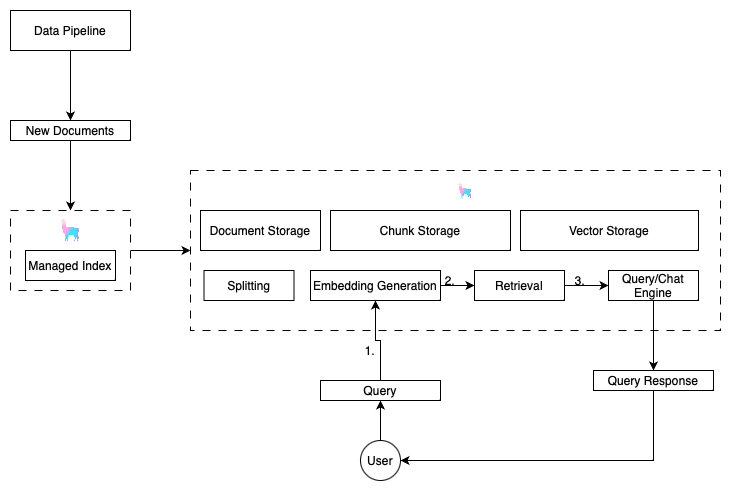 Data Pipeline
New Documents
Managed Index
Document Storage
Chunk Storage
Vector Storage
Splitting
Embedding Generation
2.
Retrieval
3.
Query/Chat
Engine
1.
Query
Query Response
User